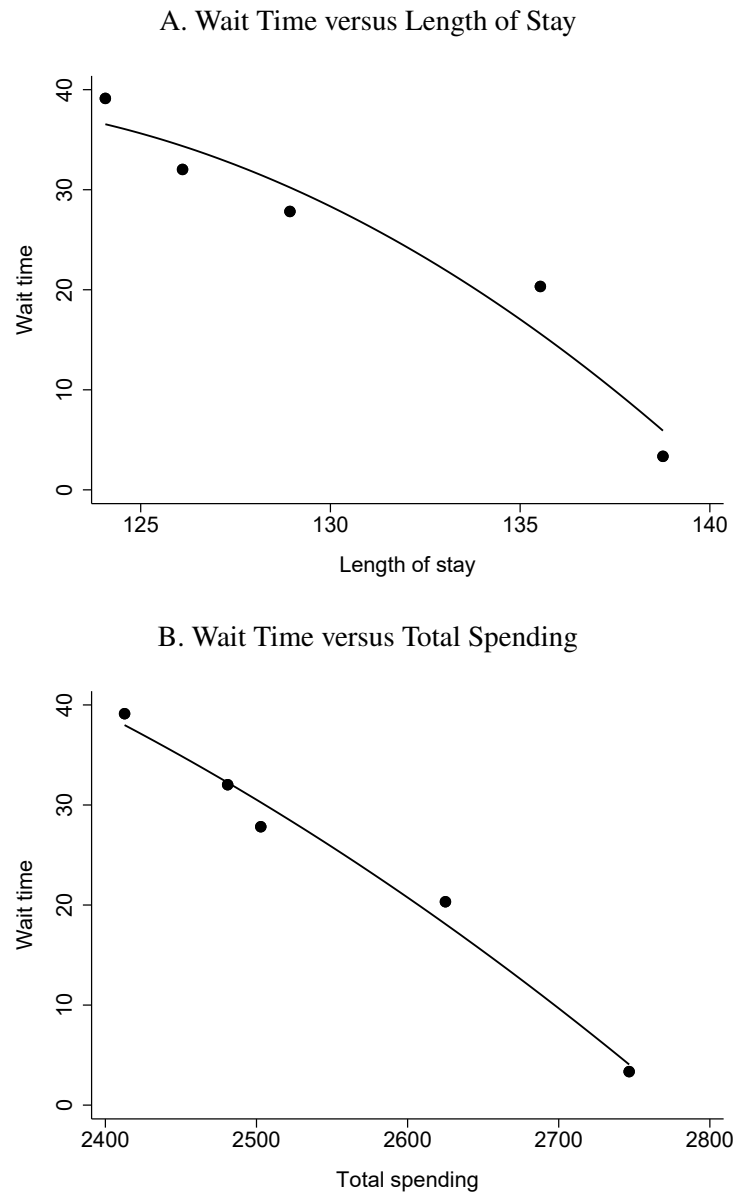 A. Wait Time versus Length of Stay
40
30
20
10
0
Wait time
125 130 135 140
Length of stay
B. Wait Time versus Total Spending
40
30
20
10
0
Wait time
2400 2500 2600 2700 2800
Total spending